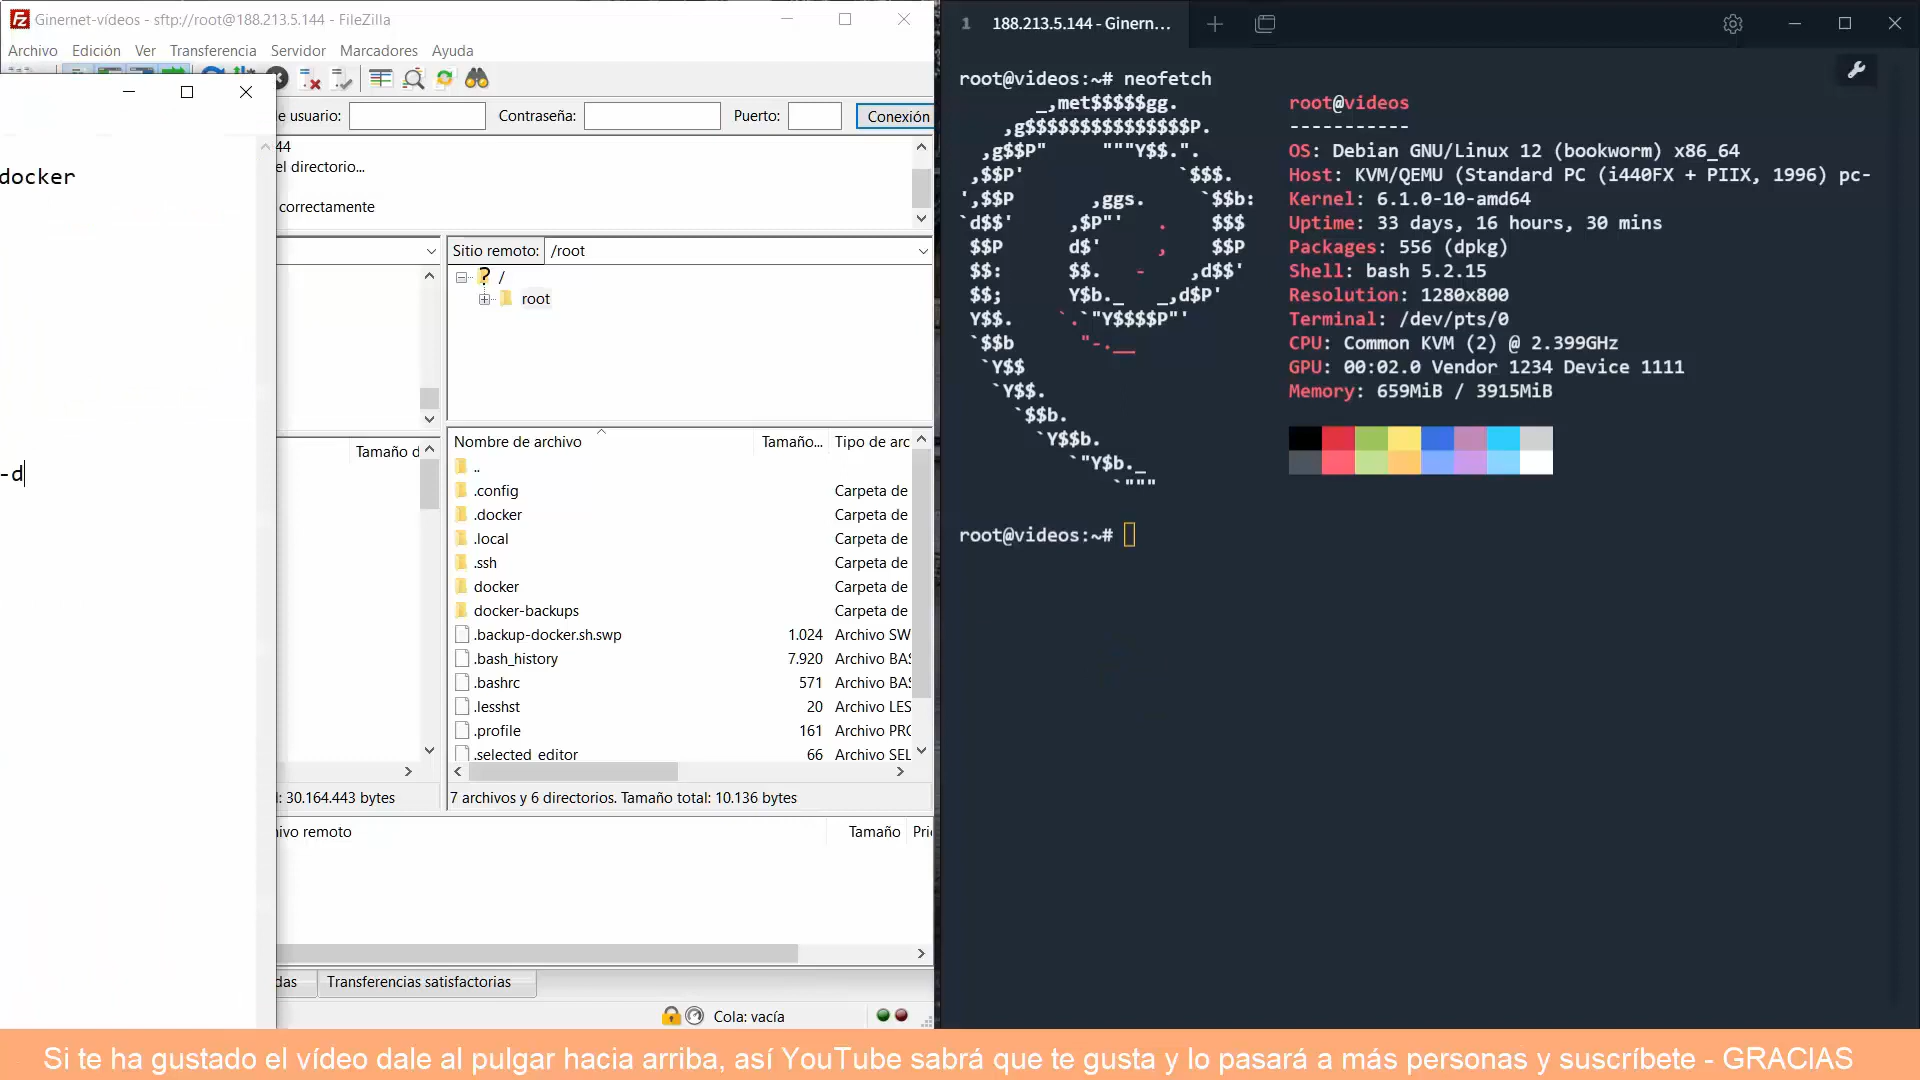 Ginernet-vídeos - sftp://root@188.213.5.144 - FileZilla
Archivo Edición Ver Transferencia Servidor Marcadores Ayuda
e usuario: Contraseña: Puerto: Conexión
44
el directorio...
correctamente
docker
-d
Sitio remoto: /root
/
root
Tamaño d
Nombre de archivo Tamaño... Tipo de arc
..
.config Carpeta de
.docker Carpeta de
.local Carpeta de
.ssh Carpeta de
docker Carpeta de
docker-backups Carpeta de
.backup-docker.sh.swp 1.024 Archivo SW
.bash_history 7.920 Archivo BAS
.bashrc 571 Archivo BAS
.lesshst 20 Archivo LES
.profile 161 Archivo PRO
.selected_editor 66 Archivo SEL
: 30.164.443 bytes
7 archivos y 6 directorios. Tamaño total: 10.136 bytes
ivo remoto Tamaño Pri
das Transferencias satisfactorias
Cola: vacía
1 188.213.5.144 - Ginern...
root@videos:~# neofetch
_,met$$$$$gg.
,g$$$$$$$$$$$$$$$P.
,g$$P" """Y$$.".
,$$P' `$$$.
',$$P ,ggs. `$$b:
`d$$' ,$P"' . $$$
$$P d$' , $$P
$$: $$. - ,d$$'
$$; Y$b._ _,d$P'
Y$$. `.`"Y$$$$P"'
`$$b "-.__
`Y$$
`Y$$.
`$$b.
`Y$$b.
`"Y$b._
`"""
root@videos
-----------
OS: Debian GNU/Linux 12 (bookworm) x86_64
Host: KVM/QEMU (Standard PC (i440FX + PIIX, 1996) pc-
Kernel: 6.1.0-10-amd64
Uptime: 33 days, 16 hours, 30 mins
Packages: 556 (dpkg)
Shell: bash 5.2.15
Resolution: 1280x800
Terminal: /dev/pts/0
CPU: Common KVM (2) @ 2.399GHz
GPU: 00:02.0 Vendor 1234 Device 1111
Memory: 659MiB / 3915MiB
root@videos:~#
Si te ha gustado el vídeo dale al pulgar hacia arriba, así YouTube sabrá que te gusta y lo pasará a más personas y suscríbete - GRACIAS